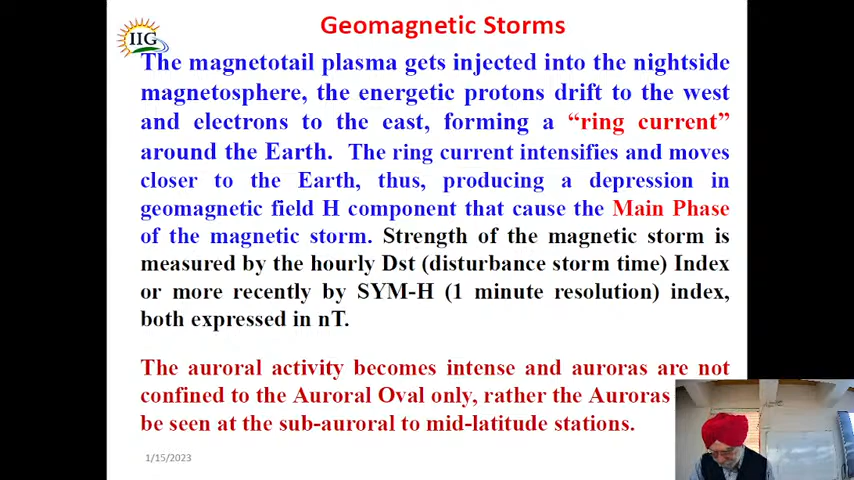 Geomagnetic Storms
IIG
The magnetotail plasma gets injected into the nightside
magnetosphere, the energetic protons drift to the west
and electrons to the east, forming a “ring current”
around the Earth. The ring current intensifies and moves
closer to the Earth, thus, producing a depression in
geomagnetic field H component that cause the Main Phase
of the magnetic storm. Strength of the magnetic storm is
measured by the hourly Dst (disturbance storm time) Index
or more recently by SYM-H (1 minute resolution) index,
both expressed in nT.
The auroral activity becomes intense and auroras are not
confined to the Auroral Oval only, rather the Auroras
be seen at the sub-auroral to mid-latitude stations.
1/15/2023